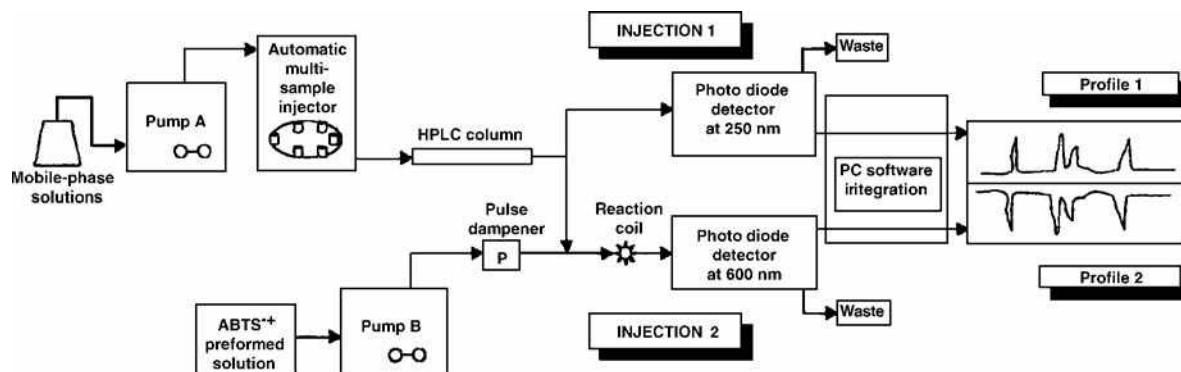 INJECTION 1
Waste
Automatic
multi-
sample
injector
Photo diode
detector
at 250 nm
Profile 1
Pump A
HPLC column
Mobile-phase
solutions
PC software
iritegration
Pulse
dampener
Reaction
coil
P
Photo diode
detector
at 600 nm
Profile 2
ABTS•+
preformed
solution
Pump B
INJECTION 2
Waste